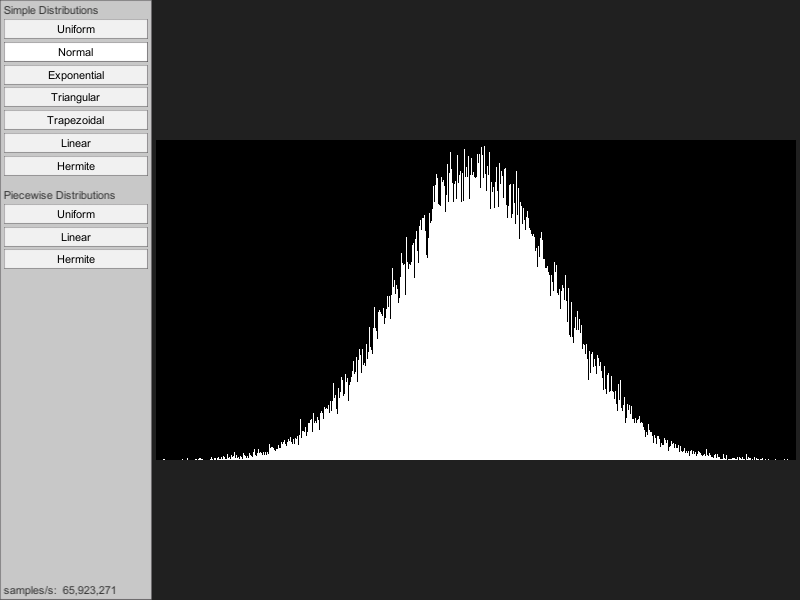 Simple Distributions
Uniform
Normal
Exponential
Triangular
Trapezoidal
Linear
Hermite
Piecewise Distributions
Uniform
Linear
Hermite
samples/s: 65,923,271